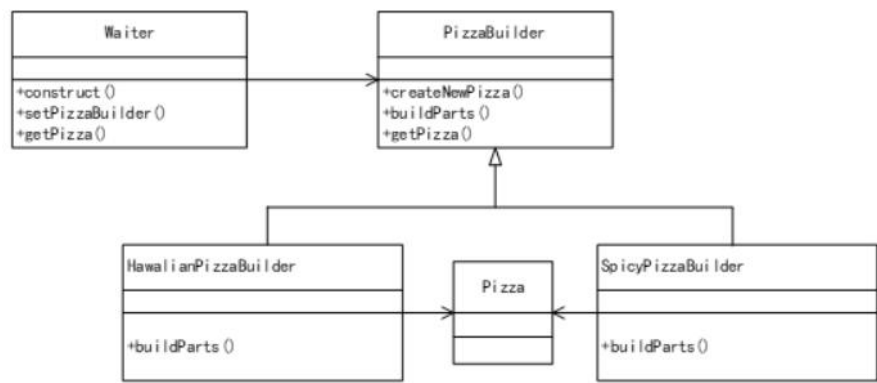 Waiter
+construct()
+setPizzaBuilder()
+getPizza()
PizzaBuilder
+createNewPizza()
+buildParts()
+getPizza()
HawalianPizzaBuilder
+buildParts()
Pizza
SpicyPizzaBuilder
+buildParts()